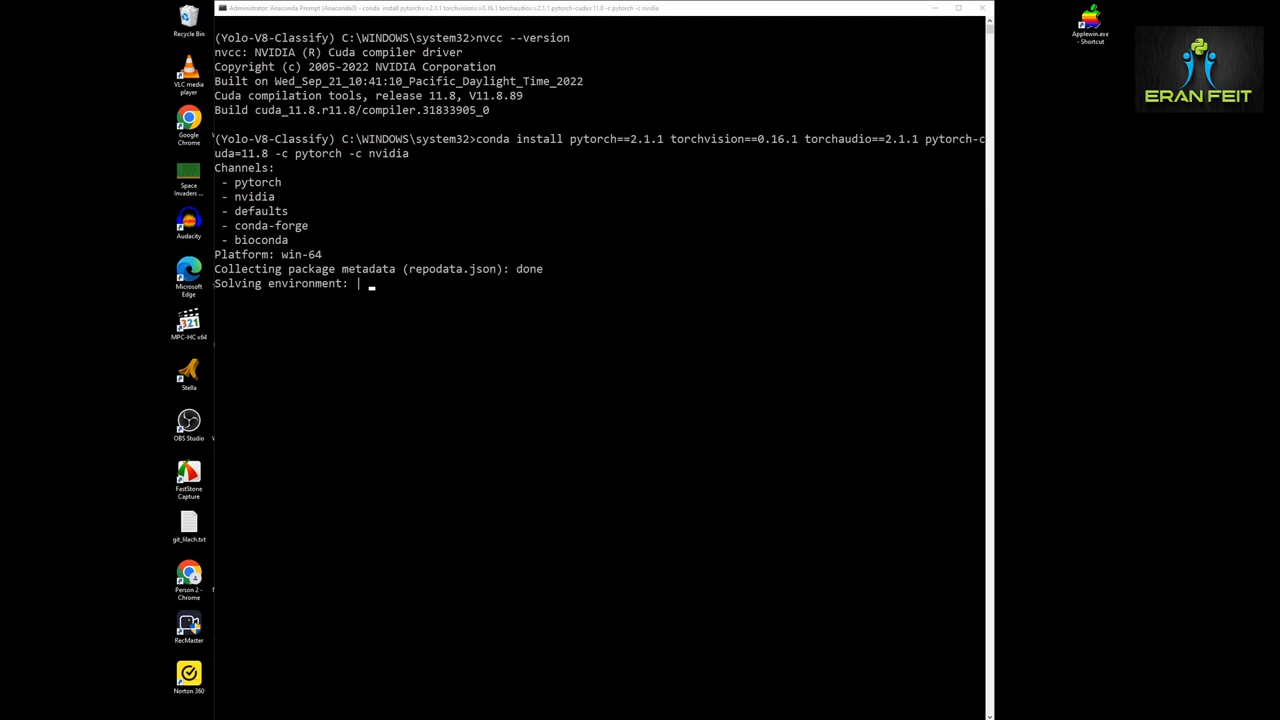 Administrator: Anaconda Prompt (Anaconda3) - conda install pytorch==2.1.1 torchvision==0.16.1 torchaudio==2.1.1 pytorch-cuda=11.8 -c pytorch -c nvidia
(Yolo-V8-Classify) C:\WINDOWS\system32>nvcc --version
nvcc: NVIDIA (R) Cuda compiler driver
Copyright (c) 2005-2022 NVIDIA Corporation
Built on Wed_Sep_21_10:41:10_Pacific_Daylight_Time_2022
Cuda compilation tools, release 11.8, V11.8.89
Build cuda_11.8.r11.8/compiler.31833905_0
(Yolo-V8-Classify) C:\WINDOWS\system32>conda install pytorch==2.1.1 torchvision==0.16.1 torchaudio==2.1.1 pytorch-c
uda=11.8 -c pytorch -c nvidia
Channels:
- pytorch
- nvidia
- defaults
- conda-forge
- bioconda
Platform: win-64
Collecting package metadata (repodata.json): done
Solving environment: |
Recycle Bin
VLC media
player
Google
Chrome
Space
Invaders ...
Audacity
Microsoft
Edge
MPC-HC x64
321
Stella
OBS Studio
FastStone
Capture
git_lilach.txt
Person 2 -
Chrome
RecMaster
Norton 360
Applewin.exe
- Shortcut
ERAN FEIT